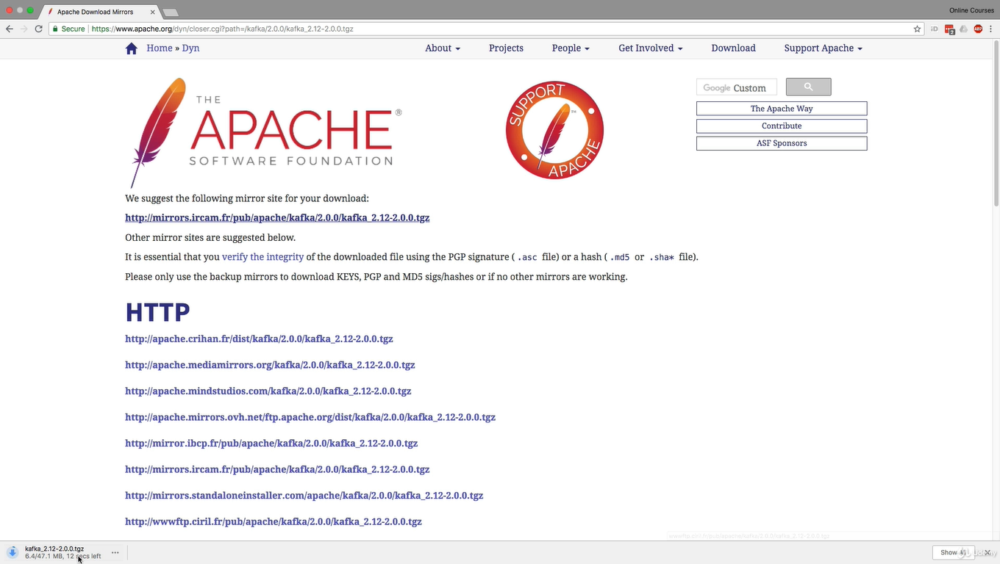 Apache Download Mirrors
Online Courses
Secure | https://www.apache.org/dyn/closer.cgi?path=/kafka/2.0.0/kafka_2.12-2.0.0.tgz
iD
2
ABP
Home » Dyn
About
Projects
People
Get Involved
Download
Support Apache
THE
APACHE®
SOFTWARE FOUNDATION
SUPPORT
APACHE
TM
Google Custom
The Apache Way
Contribute
ASF Sponsors
We suggest the following mirror site for your download:
http://mirrors.ircam.fr/pub/apache/kafka/2.0.0/kafka_2.12-2.0.0.tgz
Other mirror sites are suggested below.
It is essential that you verify the integrity of the downloaded file using the PGP signature ( .asc file) or a hash ( .md5 or .sha* file).
Please only use the backup mirrors to download KEYS, PGP and MD5 sigs/hashes or if no other mirrors are working.
HTTP
http://apache.crihan.fr/dist/kafka/2.0.0/kafka_2.12-2.0.0.tgz
http://apache.mediamirrors.org/kafka/2.0.0/kafka_2.12-2.0.0.tgz
http://apache.mindstudios.com/kafka/2.0.0/kafka_2.12-2.0.0.tgz
http://apache.mirrors.ovh.net/ftp.apache.org/dist/kafka/2.0.0/kafka_2.12-2.0.0.tgz
http://mirror.ibcp.fr/pub/apache/kafka/2.0.0/kafka_2.12-2.0.0.tgz
http://mirrors.ircam.fr/pub/apache/kafka/2.0.0/kafka_2.12-2.0.0.tgz
http://mirrors.standaloneinstaller.com/apache/kafka/2.0.0/kafka_2.12-2.0.0.tgz
http://wwwftp.ciril.fr/pub/apache/kafka/2.0.0/kafka_2.12-2.0.0.tgz
kafka_2.12-2.0.0.tgz
6.4/47.1 MB, 12 secs left
Show All
Udemy